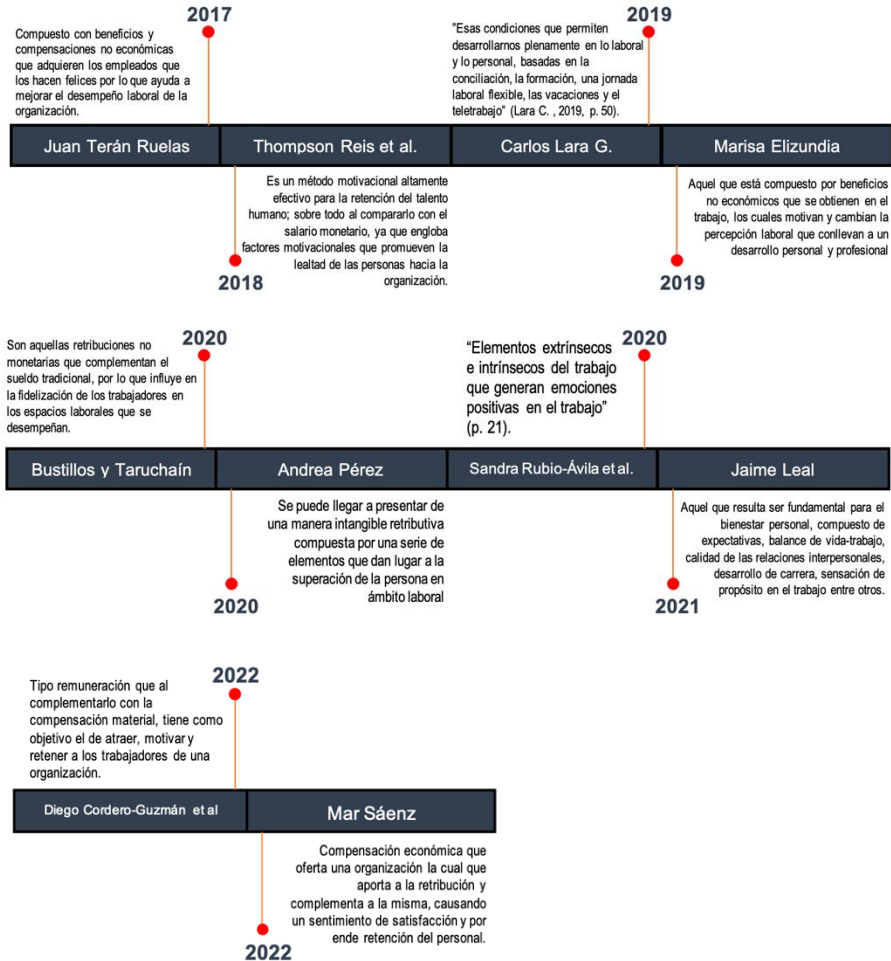 2017
Compuesto con beneficios y
compensaciones no económicas
que adquieren los empleados que
los hacen felices por lo que ayuda a
mejorar el desempeño laboral de la
organización.
2019
"Esas condiciones que permiten
desarrollarnos plenamente en lo laboral
y lo personal, basadas en la
conciliación, la formación, una jornada
laboral flexible, las vacaciones y el
teletrabajo" (Lara C. , 2019, p. 50).
Juan Terán Ruelas
Thompson Reis et al.
Carlos Lara G.
Marisa Elizundia
Es un método motivacional altamente
efectivo para la retención del talento
humano; sobre todo al compararlo con el
salario monetario, ya que engloba
factores motivacionales que promueven la
lealtad de las personas hacia la
organización.
2018
Aquel que está compuesto por beneficios
no económicos que se obtienen en el
trabajo, los cuales motivan y cambian la
percepción laboral que conllevan a un
desarrollo personal y profesional
2019
2020
Son aquellas retribuciones no
monetarias que complementan el
sueldo tradicional, por lo que influye en
la fidelización de los trabajadores en
los espacios laborales que se
desempeñan.
2020
“Elementos extrínsecos
e intrínsecos del trabajo
que generan emociones
positivas en el trabajo”
(p. 21).
Bustillos y Taruchaín
Andrea Pérez
Sandra Rubio-Ávila et al.
Jaime Leal
Se puede llegar a presentar de
una manera intangible retributiva
compuesta por una serie de
elementos que dan lugar a la
superación de la persona en
ámbito laboral
2020
Aquel que resulta ser fundamental para el
bienestar personal, compuesto de
expectativas, balance de vida-trabajo,
calidad de las relaciones interpersonales,
desarrollo de carrera, sensación de
propósito en el trabajo entre otros.
2021
2022
Tipo remuneración que al
complementarlo con la
compensación material, tiene como
objetivo el de atraer, motivar y
retener a los trabajadores de una
organización.
Diego Cordero-Guzmán et al
Mar Sáenz
Compensación económica que
oferta una organización la cual que
aporta a la retribución y
complementa a la misma, causando
un sentimiento de satisfacción y por
ende retención del personal.
2022